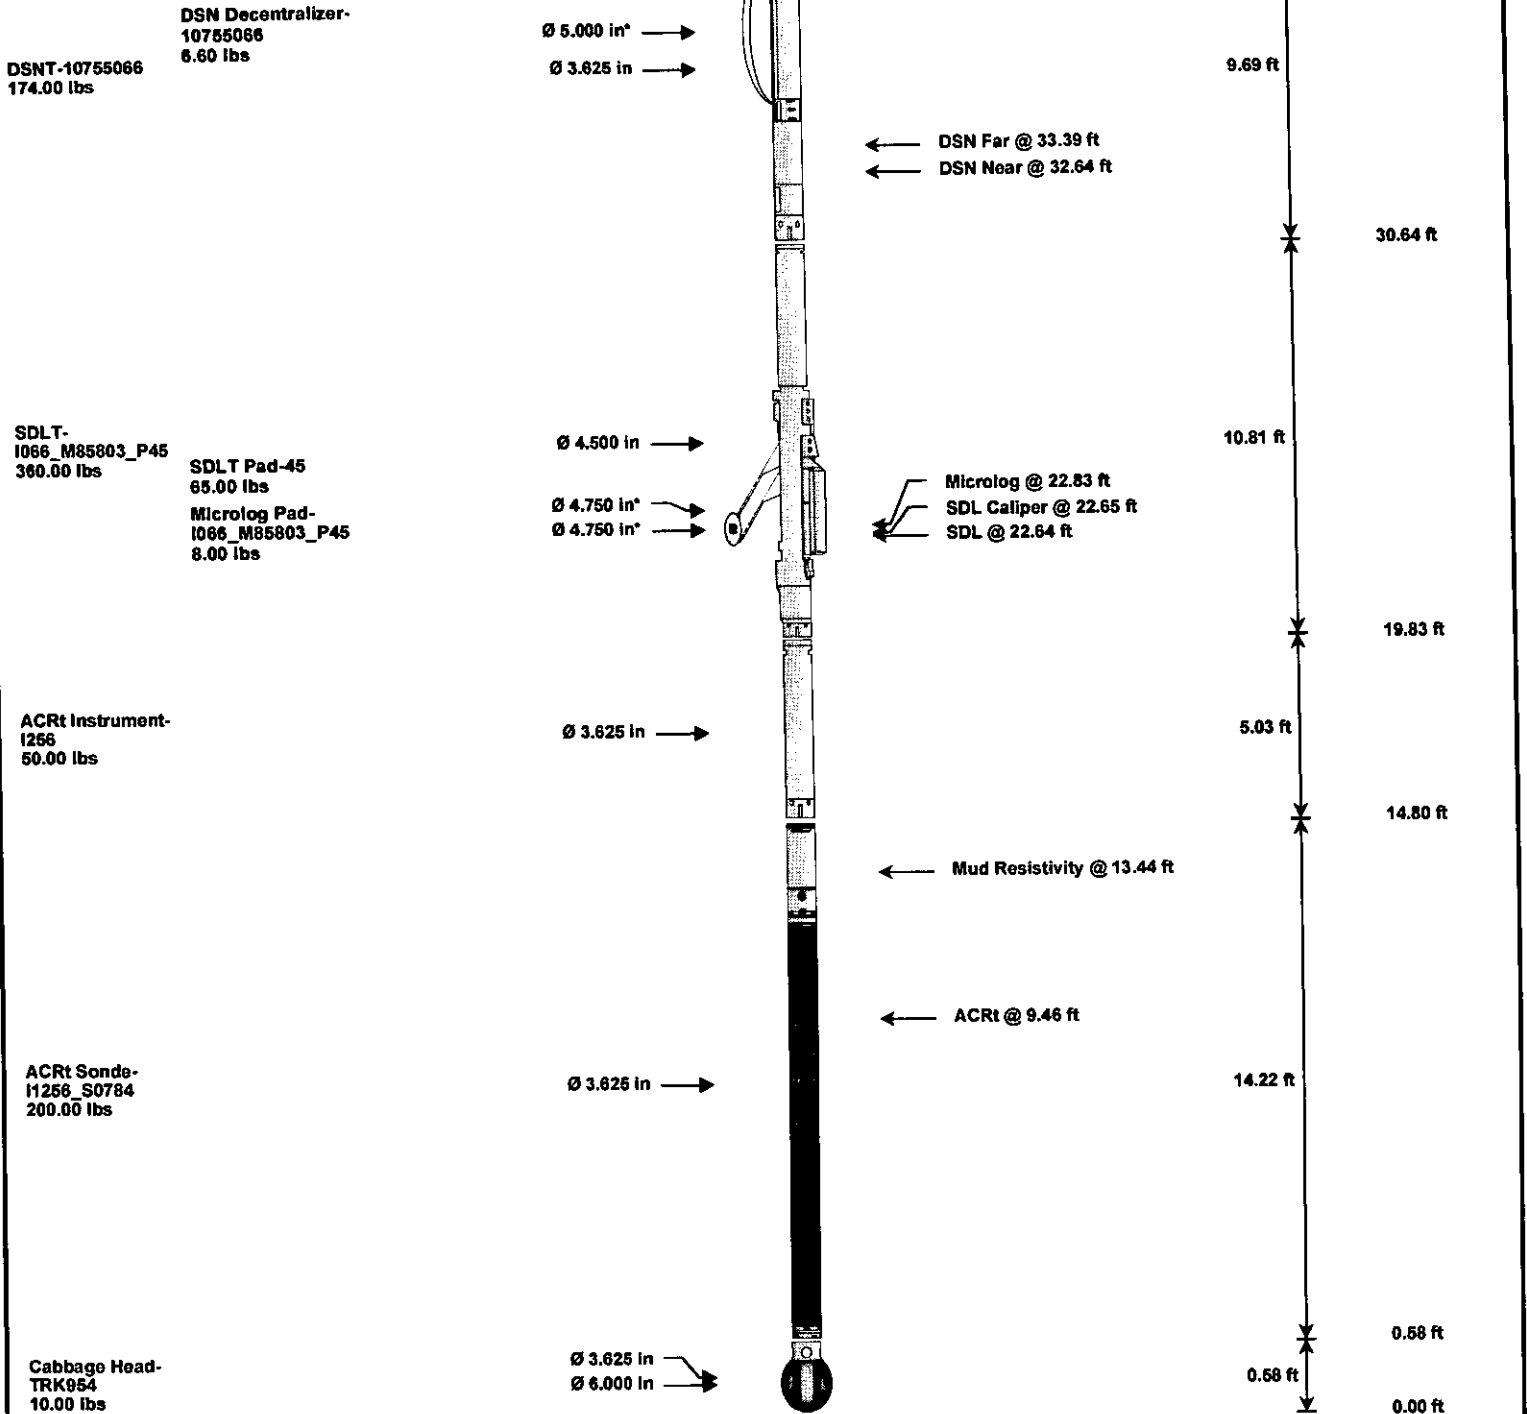 DSN Decentralizer-
10755066
6.60 lbs
DSNT-10755066
174.00 lbs
Ø 5.000 in*
Ø 3.625 in
9.69 ft
DSN Far @ 33.39 ft
DSN Near @ 32.64 ft
30.64 ft
SDLT-
I066_M85803_P45
360.00 lbs
SDLT Pad-45
65.00 lbs
Microlog Pad-
I066_M85803_P45
8.00 lbs
Ø 4.500 in
Ø 4.750 in*
Ø 4.750 in*
Microlog @ 22.83 ft
SDL Caliper @ 22.65 ft
SDL @ 22.64 ft
10.81 ft
19.83 ft
ACRt Instrument-
I256
50.00 lbs
Ø 3.625 in
5.03 ft
14.80 ft
Mud Resistivity @ 13.44 ft
ACRt @ 9.46 ft
ACRt Sonde-
I1256_S0784
200.00 lbs
Ø 3.625 in
14.22 ft
0.58 ft
Cabbage Head-
TRK954
10.00 lbs
Ø 3.625 in
Ø 6.000 in
0.58 ft
0.00 ft